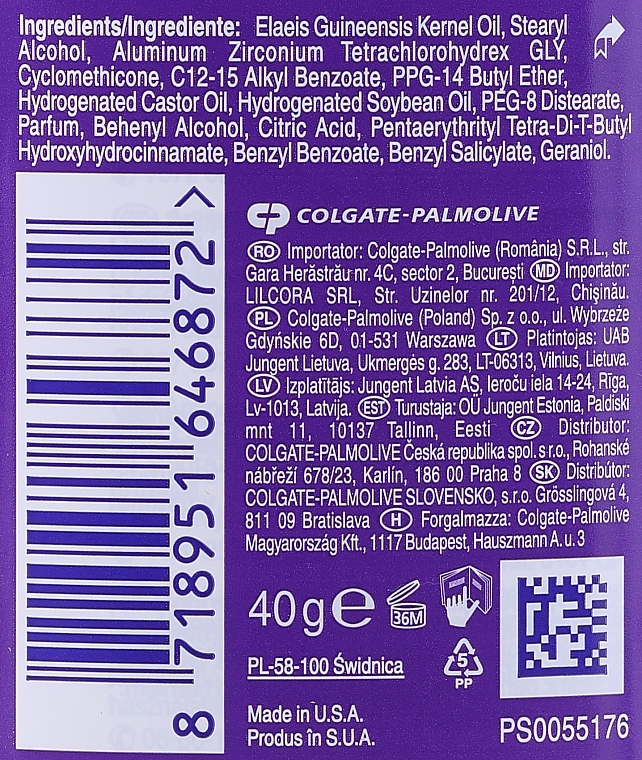 Ingredients/Ingrediente: Elaeis Guineensis Kernel Oil, Stearyl
Alcohol, Aluminum Zirconium Tetrachlorohydrex GLY,
Cyclomethicone, C12-15 Alkyl Benzoate, PPG-14 Butyl Ether,
Hydrogenated Castor Oil, Hydrogenated Soybean Oil, PEG-8 Distearate,
Parfum, Behenyl Alcohol, Citric Acid, Pentaerythrityl Tetra-Di-T-Butyl
Hydroxyhydrocinnamate, Benzyl Benzoate, Benzyl Salicylate, Geraniol.
8 718951 646872 >
COLGATE-PALMOLIVE
RO Importator: Colgate-Palmolive (România) S.R.L., str.
Gara Herăstrău nr. 4C, sector 2, București MD Importator:
LILCORA SRL, Str. Uzinelor nr. 201/12, Chişinău.
PL Colgate-Palmolive (Poland) Sp. z o.o., ul. Wybrzeże
Gdyńskie 6D, 01-531 Warszawa LT Platintojas: UAB
Jungent Lietuva, Ukmergės g. 283, LT-06313, Vilnius, Lietuva.
LV Izplatītājs: Jungent Latvia AS, Ieroču iela 14-24, Rīga,
Lv-1013, Latvija. EST Turustaja: OÜ Jungent Estonia, Paldiski
mnt 11, 10137 Tallinn, Eesti CZ Distributor:
COLGATE-PALMOLIVE Česká republika spol. s r.o., Rohanské
nábřeží 678/23, Karlín, 186 00 Praha 8 SK Distribútor:
COLGATE-PALMOLIVE SLOVENSKO, s.r.o. Grösslingová 4,
811 09 Bratislava H Forgalmazza: Colgate-Palmolive
Magyarország Kft., 1117 Budapest, Hauszmann A. u. 3
40g e 36M
PL-58-100 Świdnica
5
PP
Made in U.S.A.
Produs în S.U.A.
PS0055176